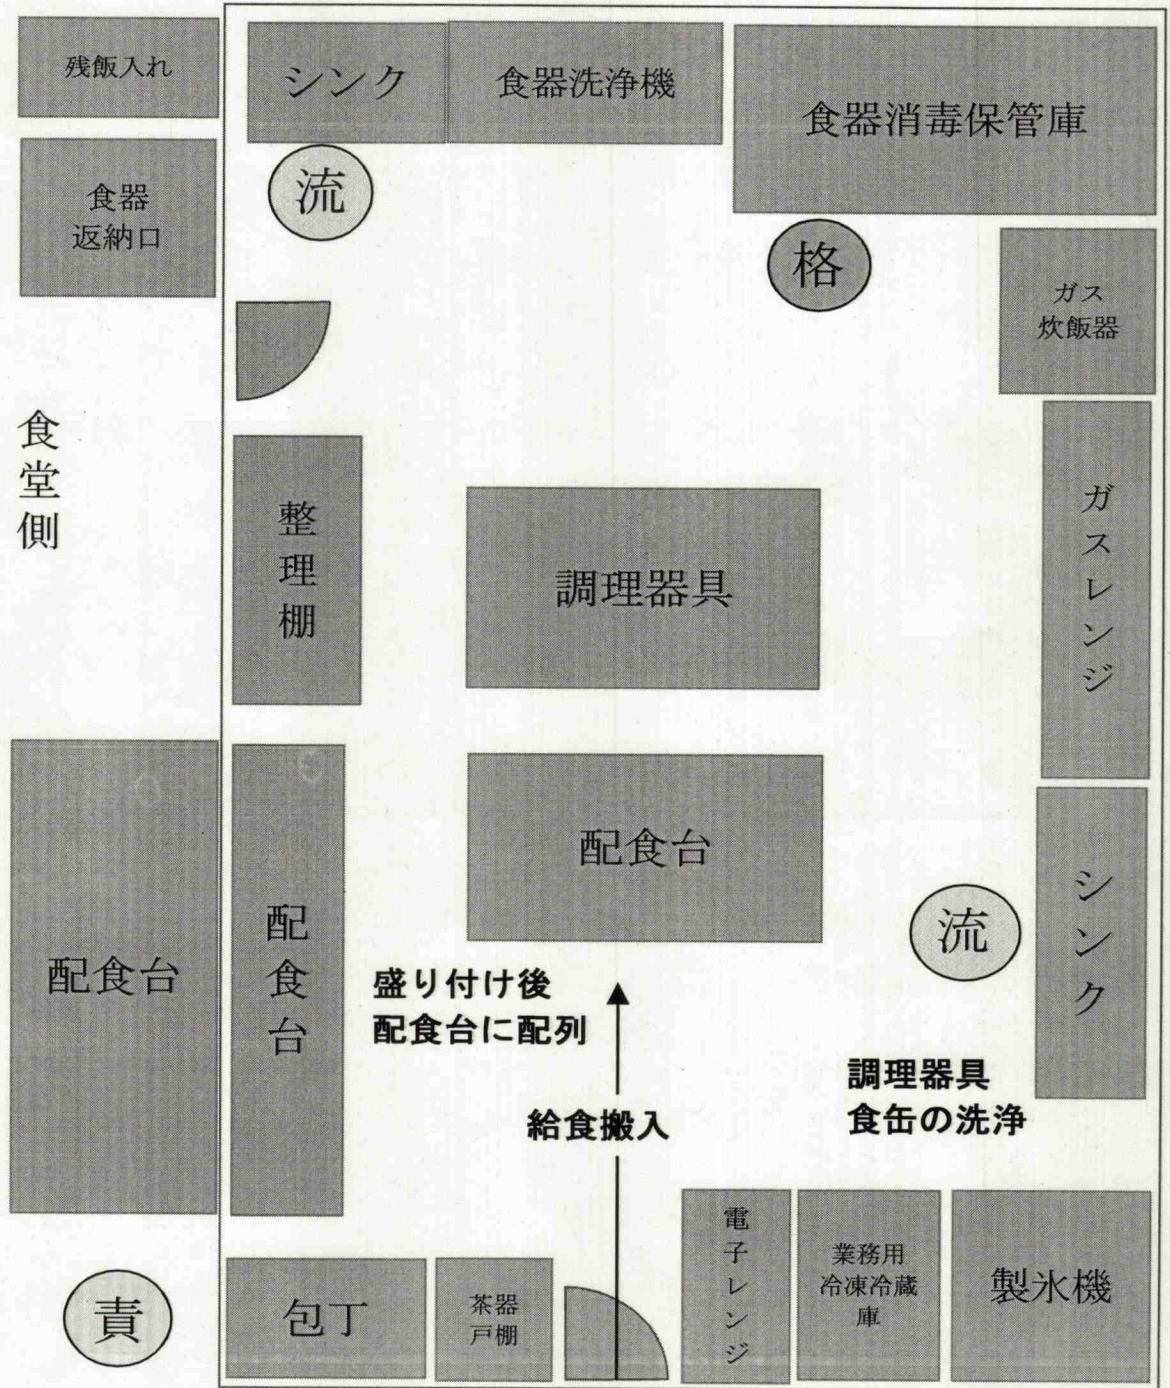 残飯入れ
シンク
食器洗浄機
食器消毒保管庫
食器
返納口
流
格
ガス
炊飯器
食堂側
整理棚
調理器具
ガスレンジ
配食台
配食台
配食台
シンク
流
盛り付け後
配食台に配列
給食搬入
調理器具
食缶の洗浄
責
包丁
茶器
戸棚
電子レンジ
業務用
冷凍冷蔵
庫
製氷機